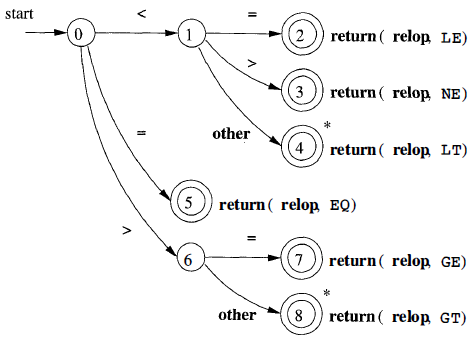 start
< =
0 1 2 return( relop, LE)
>
3 return( relop, NE)
other *
= 4 return( relop, LT)
5 return( relop, EQ)
> =
6 7 return( relop, GE)
*
other 8 return( relop, GT)